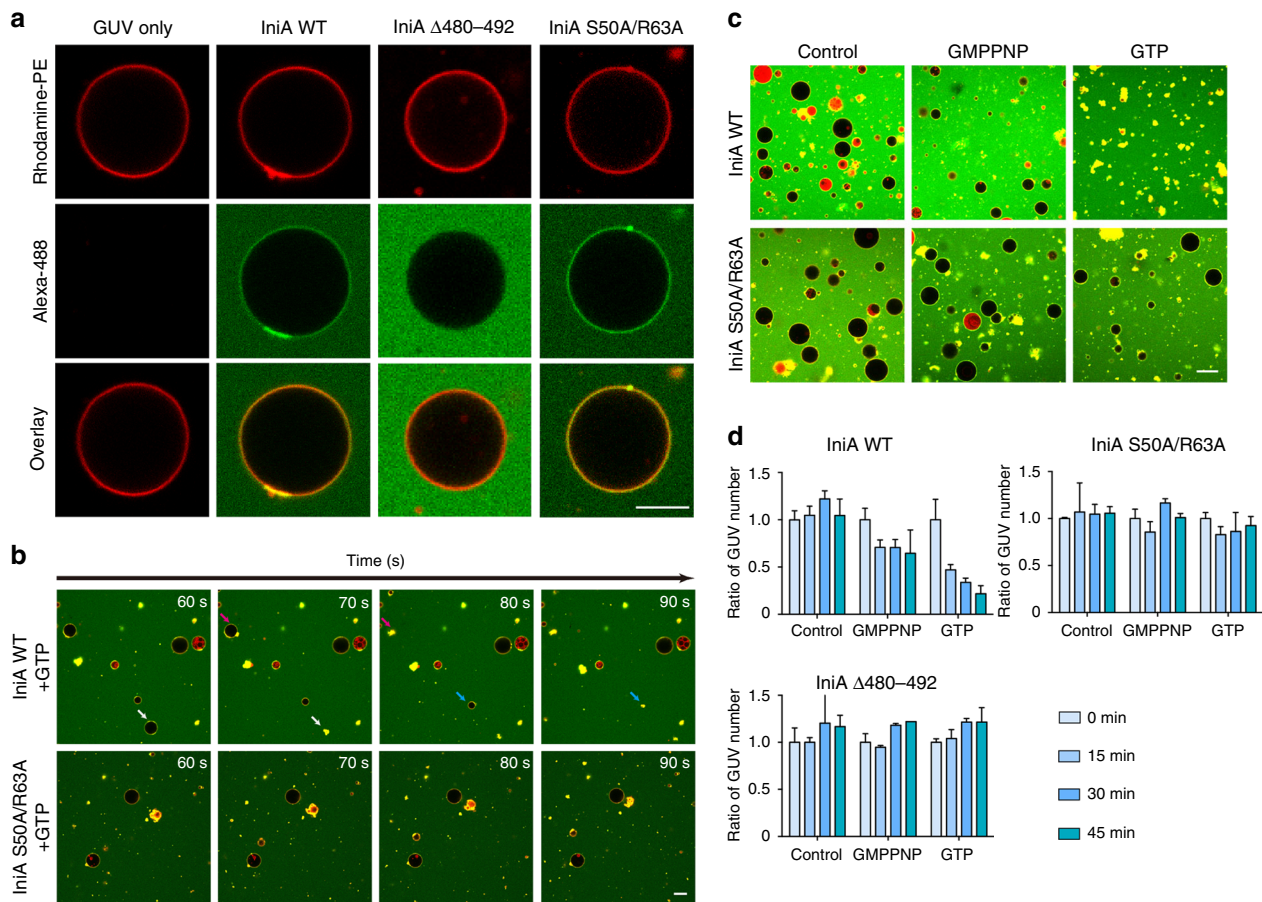 a
GUV only IniA WT IniA Δ480–492 IniA S50A/R63A
Rhodamine-PE
Alexa-488
Overlay
b
Time (s)
IniA WT
+GTP
60 s 70 s 80 s 90 s
IniA S50A/R63A
+GTP
60 s 70 s 80 s 90 s
c
Control GMPPNP GTP
IniA WT
IniA S50A/R63A
d
IniA WT
Ratio of GUV number
1.5
1.0
0.5
0
Control GMPPNP GTP
IniA S50A/R63A
Ratio of GUV number
1.5
1.0
0.5
0
Control GMPPNP GTP
IniA Δ480–492
Ratio of GUV number
1.5
1.0
0.5
0
Control GMPPNP GTP
0 min
15 min
30 min
45 min